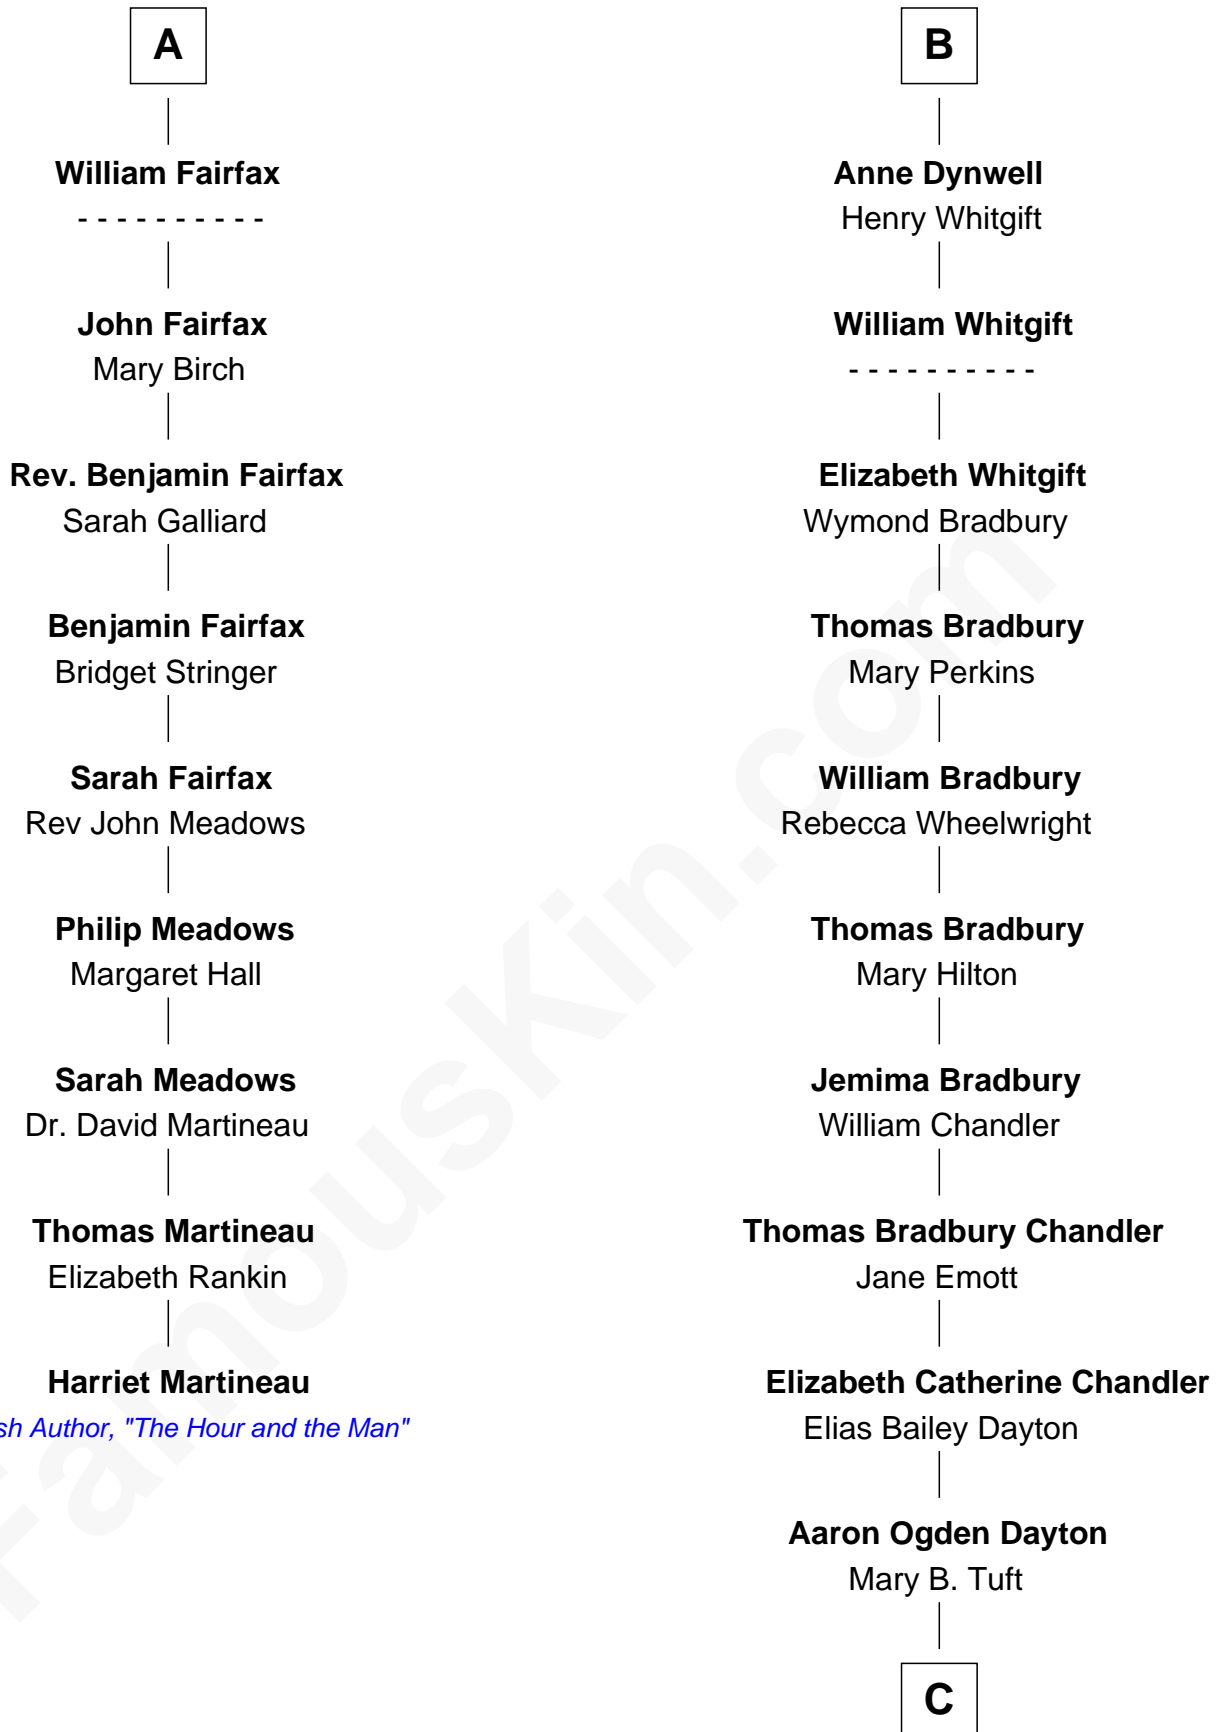 A
William Fairfax
- - - - - - - - - -
John Fairfax
Mary Birch
Rev. Benjamin Fairfax
Sarah Galliard
Benjamin Fairfax
Bridget Stringer
Sarah Fairfax
Rev John Meadows
Philip Meadows
Margaret Hall
Sarah Meadows
Dr. David Martineau
Thomas Martineau
Elizabeth Rankin
Harriet Martineau
sh Author, "The Hour and the Man"
B
Anne Dynwell
Henry Whitgift
William Whitgift
- - - - - - - - - -
Elizabeth Whitgift
Wymond Bradbury
Thomas Bradbury
Mary Perkins
William Bradbury
Rebecca Wheelwright
Thomas Bradbury
Mary Hilton
Jemima Bradbury
William Chandler
Thomas Bradbury Chandler
Jane Emott
Elizabeth Catherine Chandler
Elias Bailey Dayton
Aaron Ogden Dayton
Mary B. Tuft
C
FamousKin.com